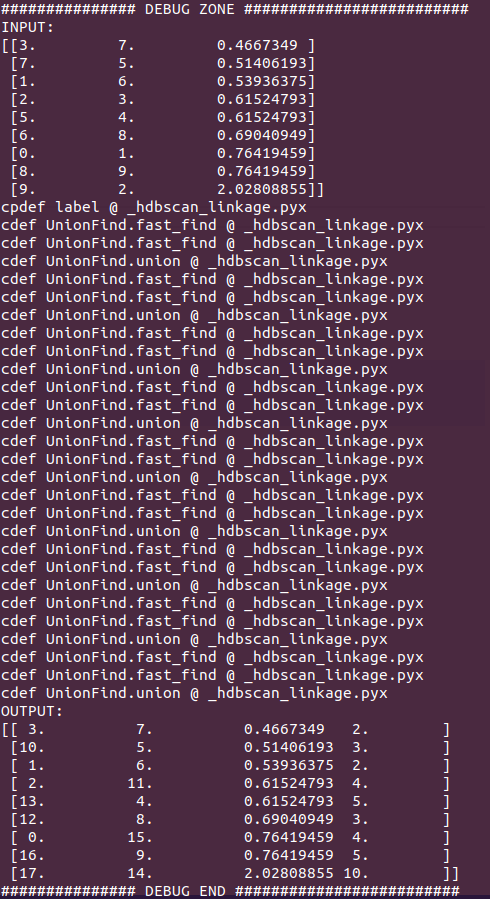 ############### DEBUG ZONE #########################
INPUT:
[[3.         7.         0.4667349 ]
 [7.         5.         0.51406193]
 [1.         6.         0.53936375]
 [2.         3.         0.61524793]
 [5.         4.         0.61524793]
 [6.         8.         0.69040949]
 [0.         1.         0.76419459]
 [8.         9.         0.76419459]
 [9.         2.         2.02808855]]
cpdef label @ _hdbscan_linkage.pyx
cdef UnionFind.fast_find @ _hdbscan_linkage.pyx
cdef UnionFind.fast_find @ _hdbscan_linkage.pyx
cdef UnionFind.union @ _hdbscan_linkage.pyx
cdef UnionFind.fast_find @ _hdbscan_linkage.pyx
cdef UnionFind.fast_find @ _hdbscan_linkage.pyx
cdef UnionFind.union @ _hdbscan_linkage.pyx
cdef UnionFind.fast_find @ _hdbscan_linkage.pyx
cdef UnionFind.fast_find @ _hdbscan_linkage.pyx
cdef UnionFind.union @ _hdbscan_linkage.pyx
cdef UnionFind.fast_find @ _hdbscan_linkage.pyx
cdef UnionFind.fast_find @ _hdbscan_linkage.pyx
cdef UnionFind.union @ _hdbscan_linkage.pyx
cdef UnionFind.fast_find @ _hdbscan_linkage.pyx
cdef UnionFind.fast_find @ _hdbscan_linkage.pyx
cdef UnionFind.union @ _hdbscan_linkage.pyx
cdef UnionFind.fast_find @ _hdbscan_linkage.pyx
cdef UnionFind.fast_find @ _hdbscan_linkage.pyx
cdef UnionFind.union @ _hdbscan_linkage.pyx
cdef UnionFind.fast_find @ _hdbscan_linkage.pyx
cdef UnionFind.fast_find @ _hdbscan_linkage.pyx
cdef UnionFind.union @ _hdbscan_linkage.pyx
cdef UnionFind.fast_find @ _hdbscan_linkage.pyx
cdef UnionFind.fast_find @ _hdbscan_linkage.pyx
cdef UnionFind.union @ _hdbscan_linkage.pyx
cdef UnionFind.fast_find @ _hdbscan_linkage.pyx
cdef UnionFind.fast_find @ _hdbscan_linkage.pyx
cdef UnionFind.union @ _hdbscan_linkage.pyx
OUTPUT:
[[ 3.          7.          0.4667349   2.        ]
 [10.          5.          0.51406193  3.        ]
 [ 1.          6.          0.53936375  2.        ]
 [ 2.         11.          0.61524793  4.        ]
 [13.          4.          0.61524793  5.        ]
 [12.          8.          0.69040949  3.        ]
 [ 0.         15.          0.76419459  4.        ]
 [16.          9.          0.76419459  5.        ]
 [17.         14.          2.02808855 10.        ]]
############### DEBUG END #########################